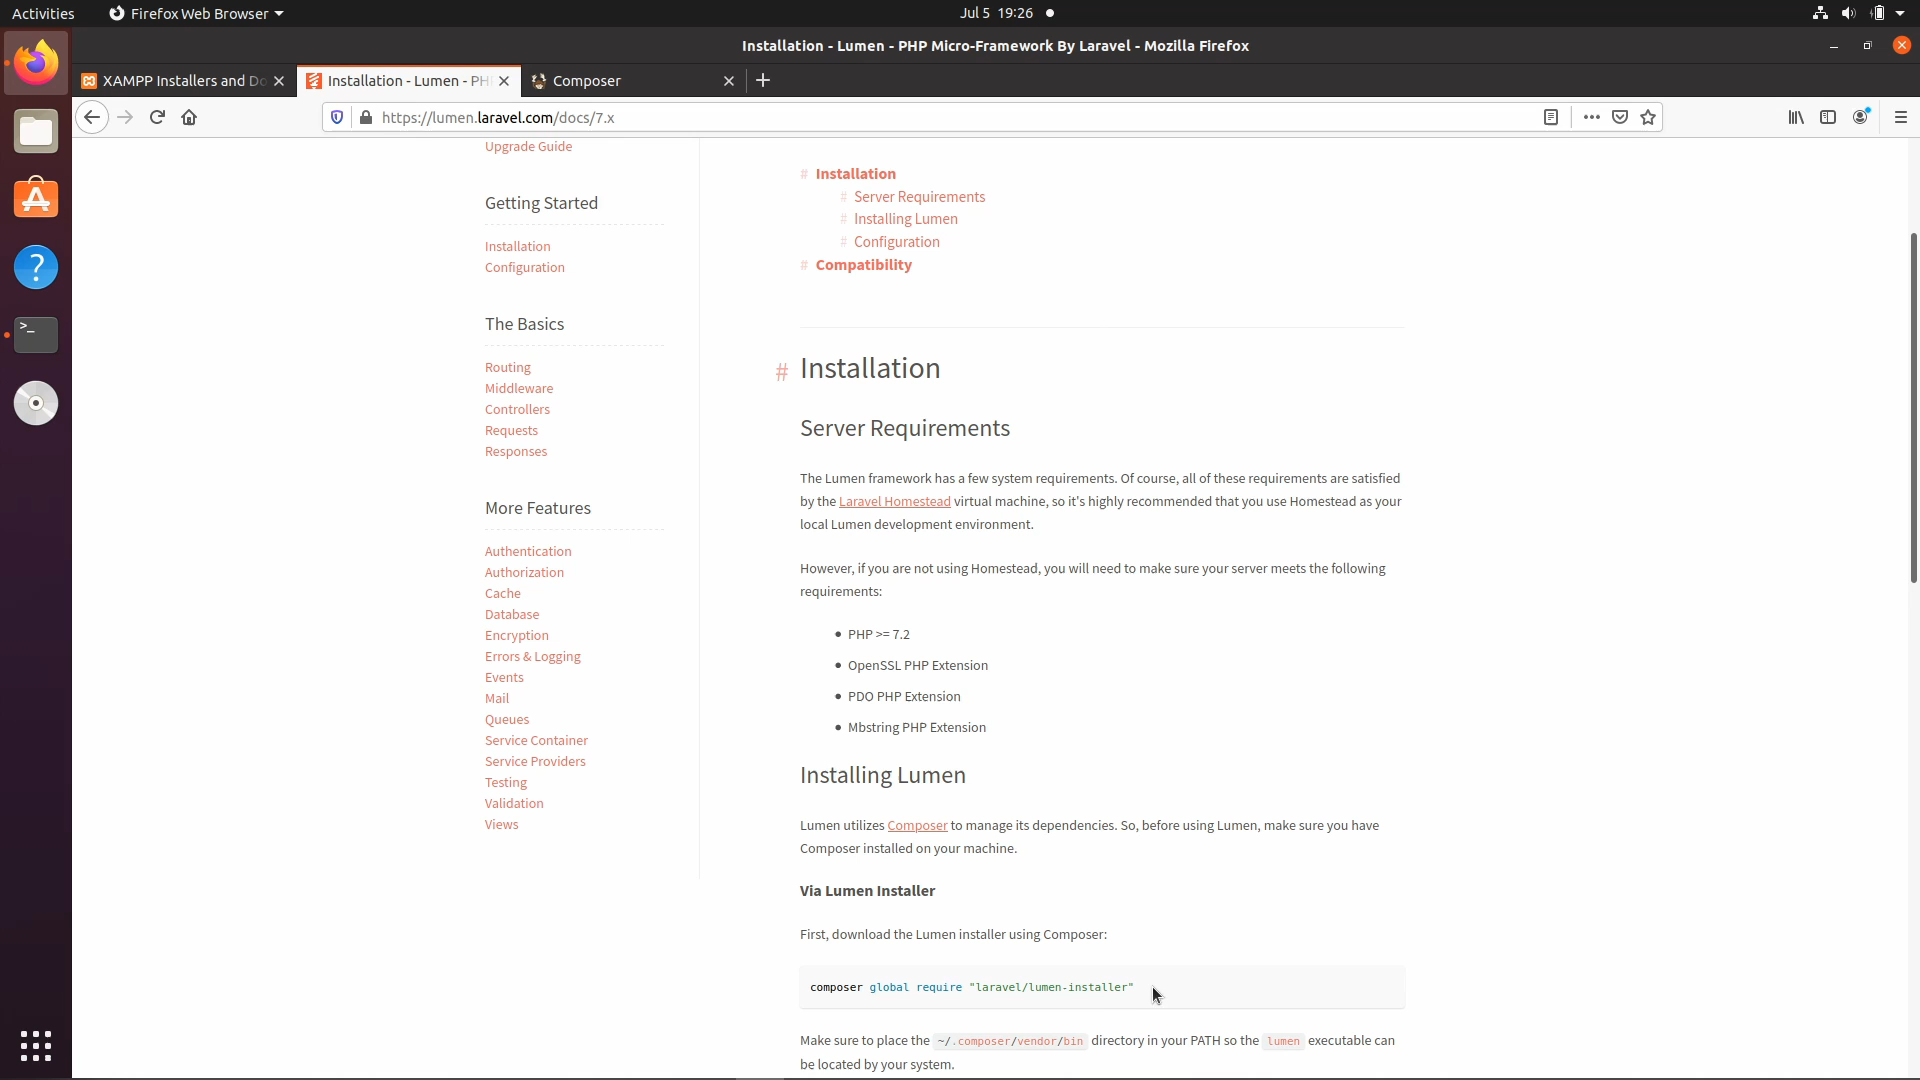 Activities
Firefox Web Browser
Jul 5 19:26
Installation - Lumen - PHP Micro-Framework By Laravel - Mozilla Firefox
XAMPP Installers and Do
Installation - Lumen - PH
Composer
https://lumen.laravel.com/docs/7.x
Upgrade Guide
Getting Started
Installation
Configuration
The Basics
Routing
Middleware
Controllers
Requests
Responses
More Features
Authentication
Authorization
Cache
Database
Encryption
Errors & Logging
Events
Mail
Queues
Service Container
Service Providers
Testing
Validation
Views
# Installation
# Server Requirements
# Installing Lumen
# Configuration
# Compatibility
# Installation
Server Requirements
The Lumen framework has a few system requirements. Of course, all of these requirements are satisfied
by the Laravel Homestead virtual machine, so it's highly recommended that you use Homestead as your
local Lumen development environment.
However, if you are not using Homestead, you will need to make sure your server meets the following
requirements:
• PHP >= 7.2
• OpenSSL PHP Extension
• PDO PHP Extension
• Mbstring PHP Extension
Installing Lumen
Lumen utilizes Composer to manage its dependencies. So, before using Lumen, make sure you have
Composer installed on your machine.
Via Lumen Installer
First, download the Lumen installer using Composer:
composer global require "laravel/lumen-installer"
Make sure to place the ~/.composer/vendor/bin directory in your PATH so the lumen executable can
be located by your system.